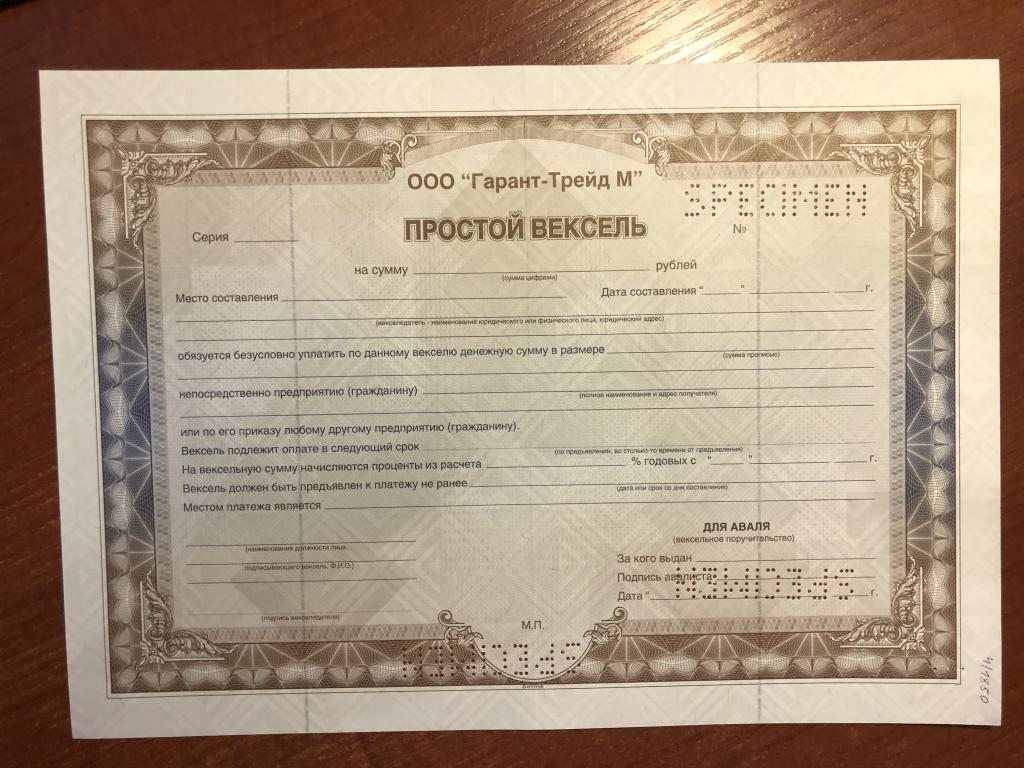 ООО “Гарант-Трейд М”
SPECIMEN
ПРОСТОЙ ВЕКСЕЛЬ
Серия
№
на сумму рублей
(сумма цифрами)
Место составления Дата составления “ ” г.
(векселедатель - наименование юридического или физического лица, юридический адрес)
обязуется безусловно уплатить по данному векселю денежную сумму в размере
(сумма прописью)
непосредственно предприятию (гражданину)
(полное наименование и адрес получателя)
или по его приказу любому другому предприятию (гражданину).
Вексель подлежит оплате в следующий срок
(по предъявлении, во столько-то времени от предъявления)
На вексельную сумму начисляются проценты из расчета % годовых с “ ” г.
Вексель должен быть предъявлен к платежу не ранее
(дата или срок со дня составления)
Местом платежа является
(наименование должности лица,
подписывающего вексель, Ф.И.О.)
(подпись векселедателя)
ДЛЯ АВАЛЯ
(вексельное поручительство)
За кого выдан
Подпись авалиста
Дата “ г.
SPECIMEN
М.П.
SPECIMEN
4/1850